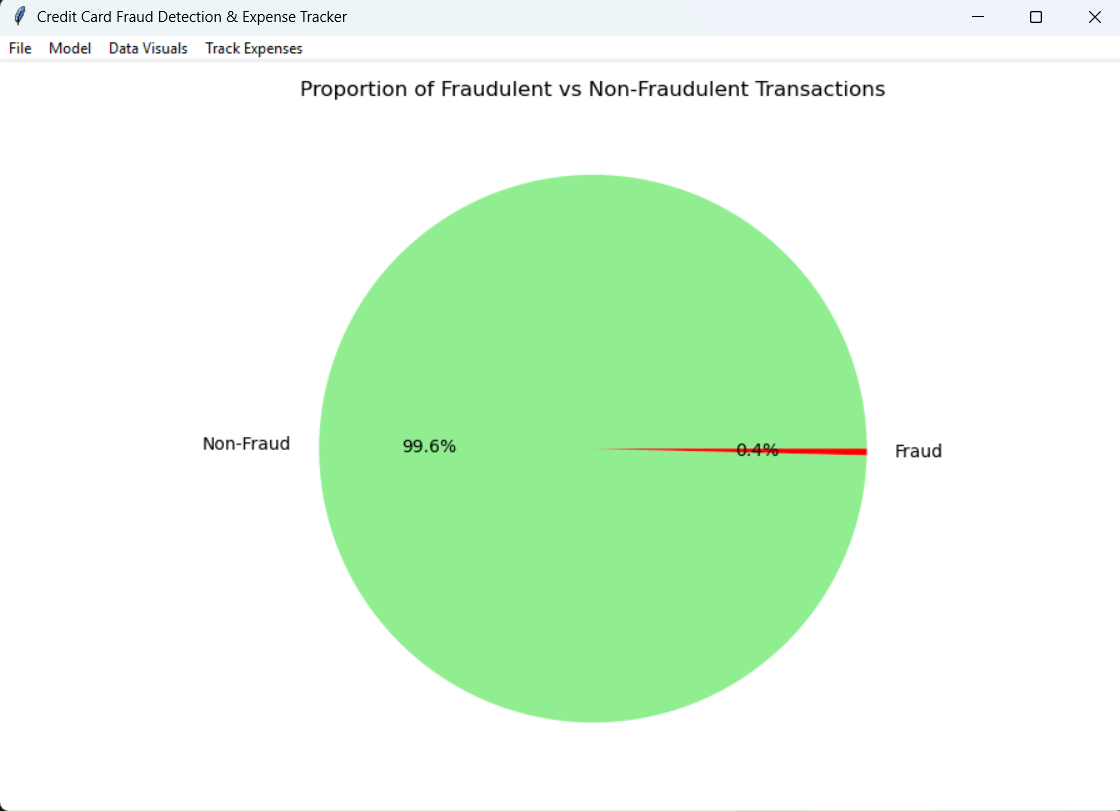 Credit Card Fraud Detection & Expense Tracker
File Model Data Visuals Track Expenses
Proportion of Fraudulent vs Non-Fraudulent Transactions
Non-Fraud 99.6% 0.4% Fraud